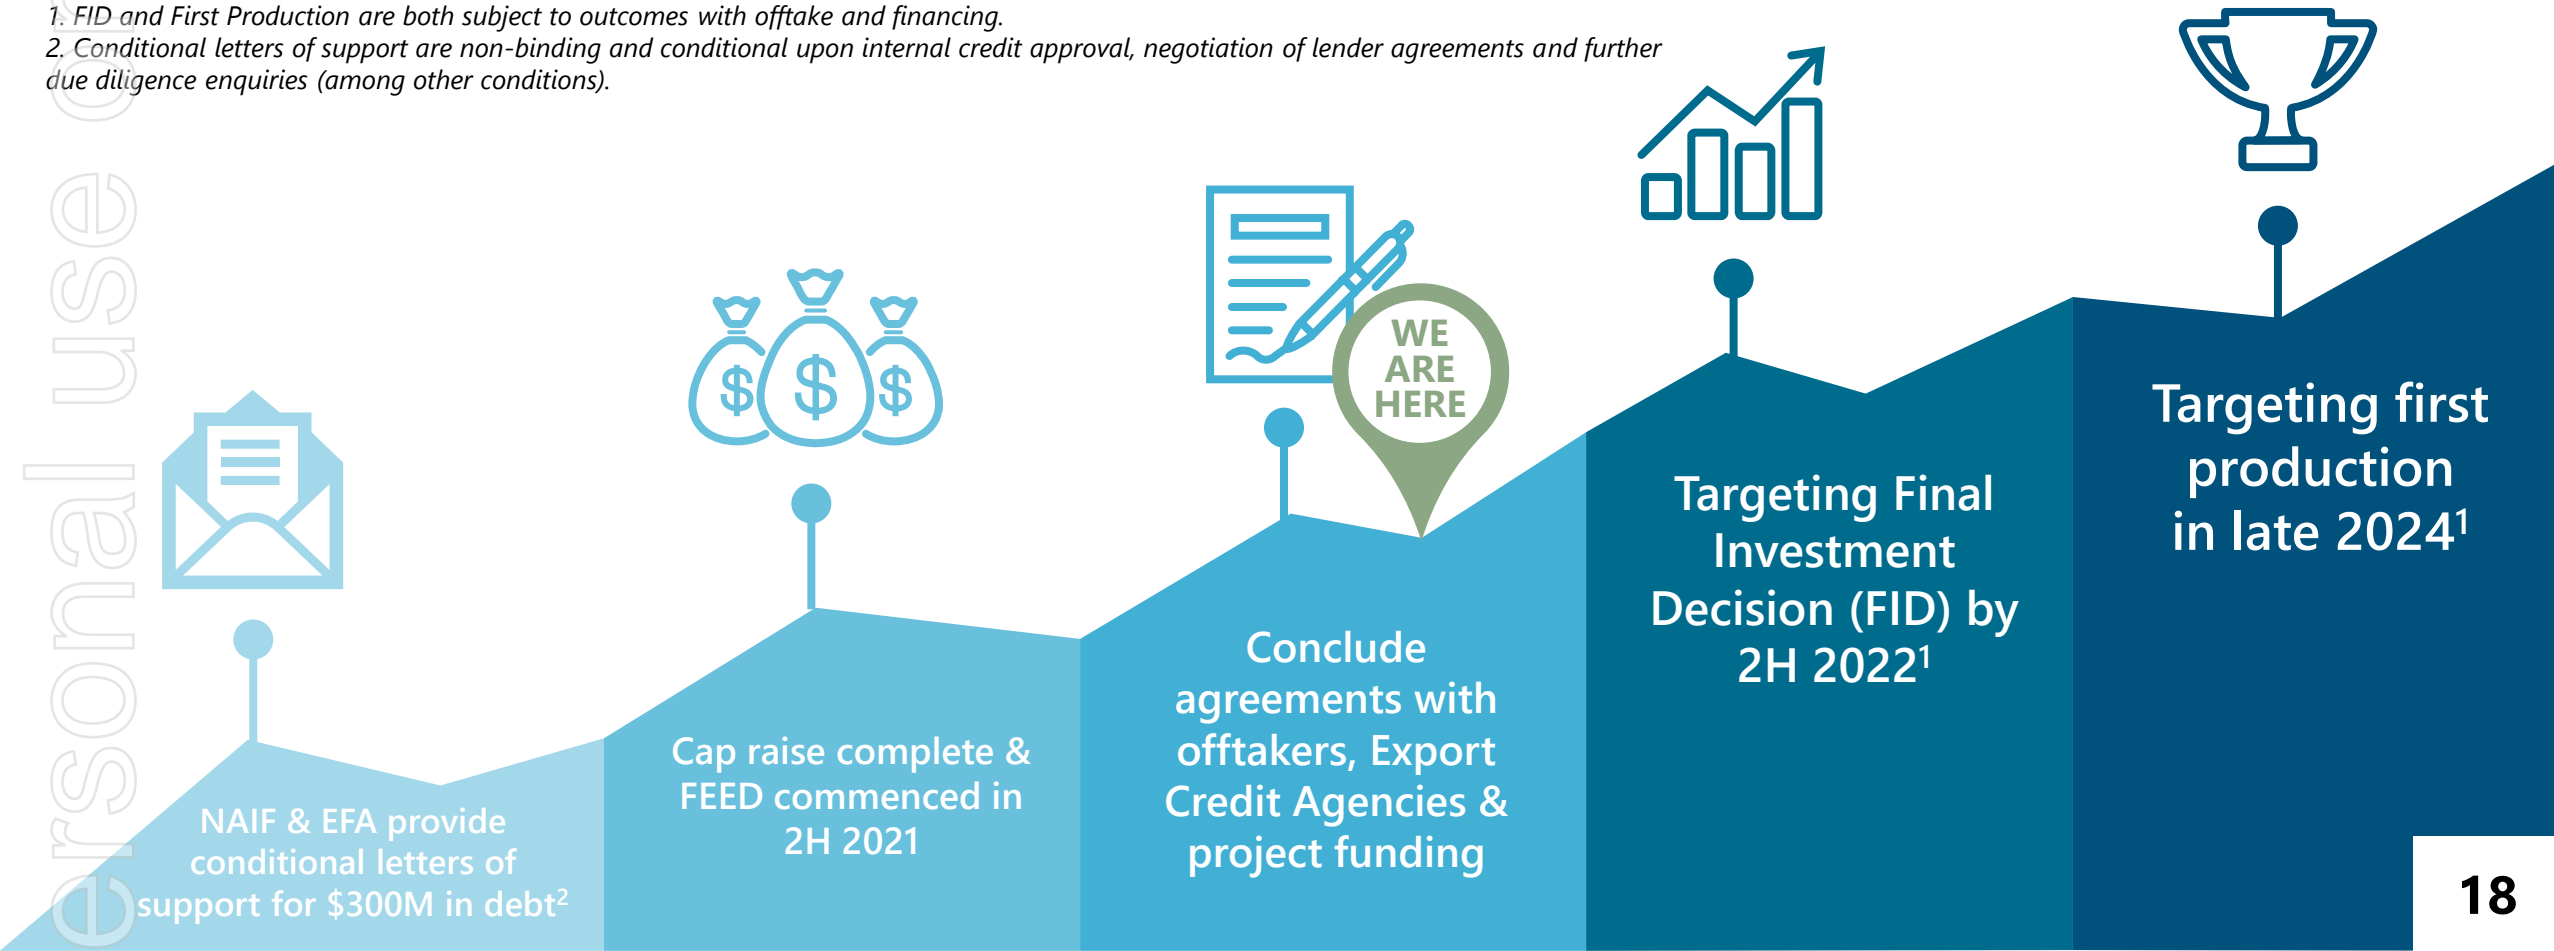 1. FID and First Production are both subject to outcomes with offtake and financing.
2. Conditional letters of support are non-binding and conditional upon internal credit approval, negotiation of lender agreements and further
due diligence enquiries (among other conditions).
ersonal use on
NAIF & EFA provide
conditional letters of
support for $300M in debt²
$ $ $
Cap raise complete &
FEED commenced in
2H 2021
WE
ARE
HERE
Conclude
agreements with
offtakers, Export
Credit Agencies &
project funding
Targeting Final
Investment
Decision (FID) by
2H 2022¹
Targeting first
production
in late 2024¹
18